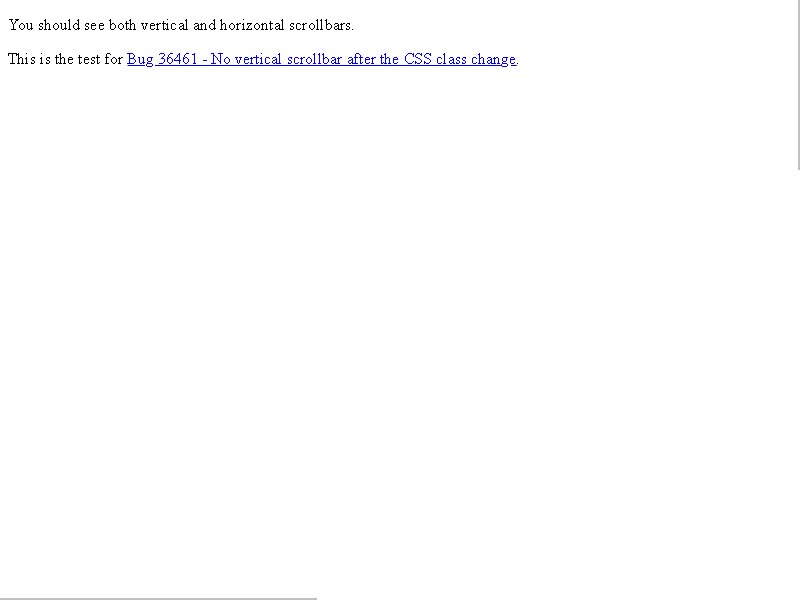 You should see both vertical and horizontal scrollbars.
This is the test for Bug 36461 - No vertical scrollbar after the CSS class change.